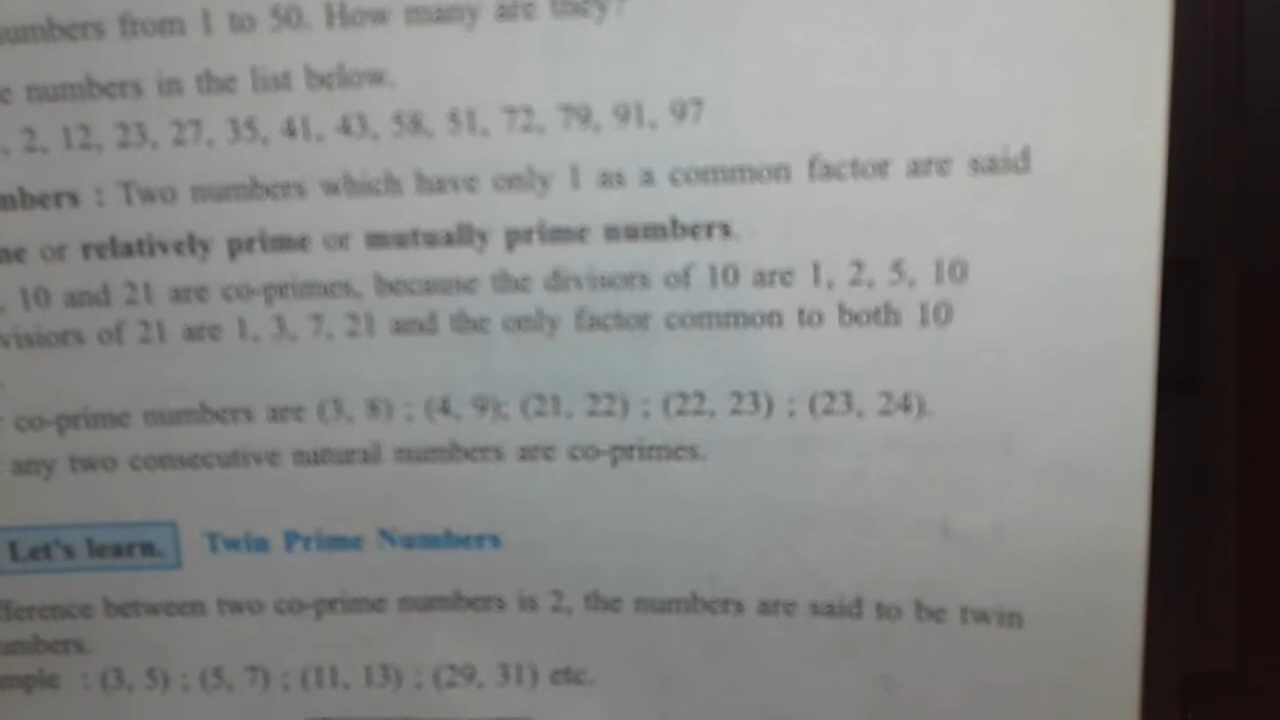 numbers from 1 to 50. How many are they?
numbers in the list below.
, 2, 12, 23, 27, 35, 41, 43, 58, 51, 72, 79, 91, 97
mbers : Two numbers which have only 1 as a common factor are said
or relatively prime or mutually prime numbers.
10 and 21 are co-primes, because the divisors of 10 are 1, 2, 5, 10
visiors of 21 are 1, 3, 7, 21 and the only factor common to both 10
co-prime numbers are (3, 8) ; (4, 9); (21, 22) ; (22, 23) ; (23, 24).
any two consecutive natural numbers are co-primes.
Let's learn. Twin Prime Numbers
fference between two co-prime numbers is 2, the numbers are said to be twin
umbers.
mple : (3, 5) ; (5, 7) ; (11, 13) ; (29, 31) etc.